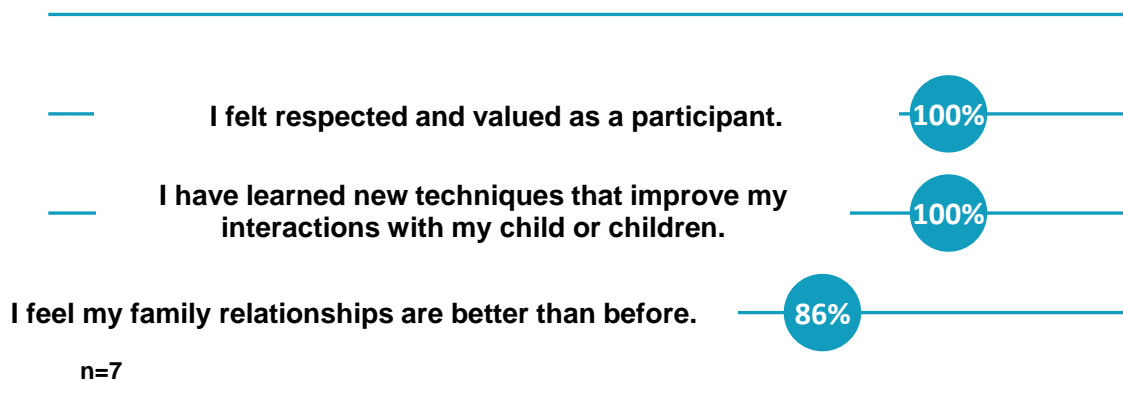 I felt respected and valued as a participant.
100%
I have learned new techniques that improve my
interactions with my child or children.
100%
I feel my family relationships are better than before.
86%
n=7